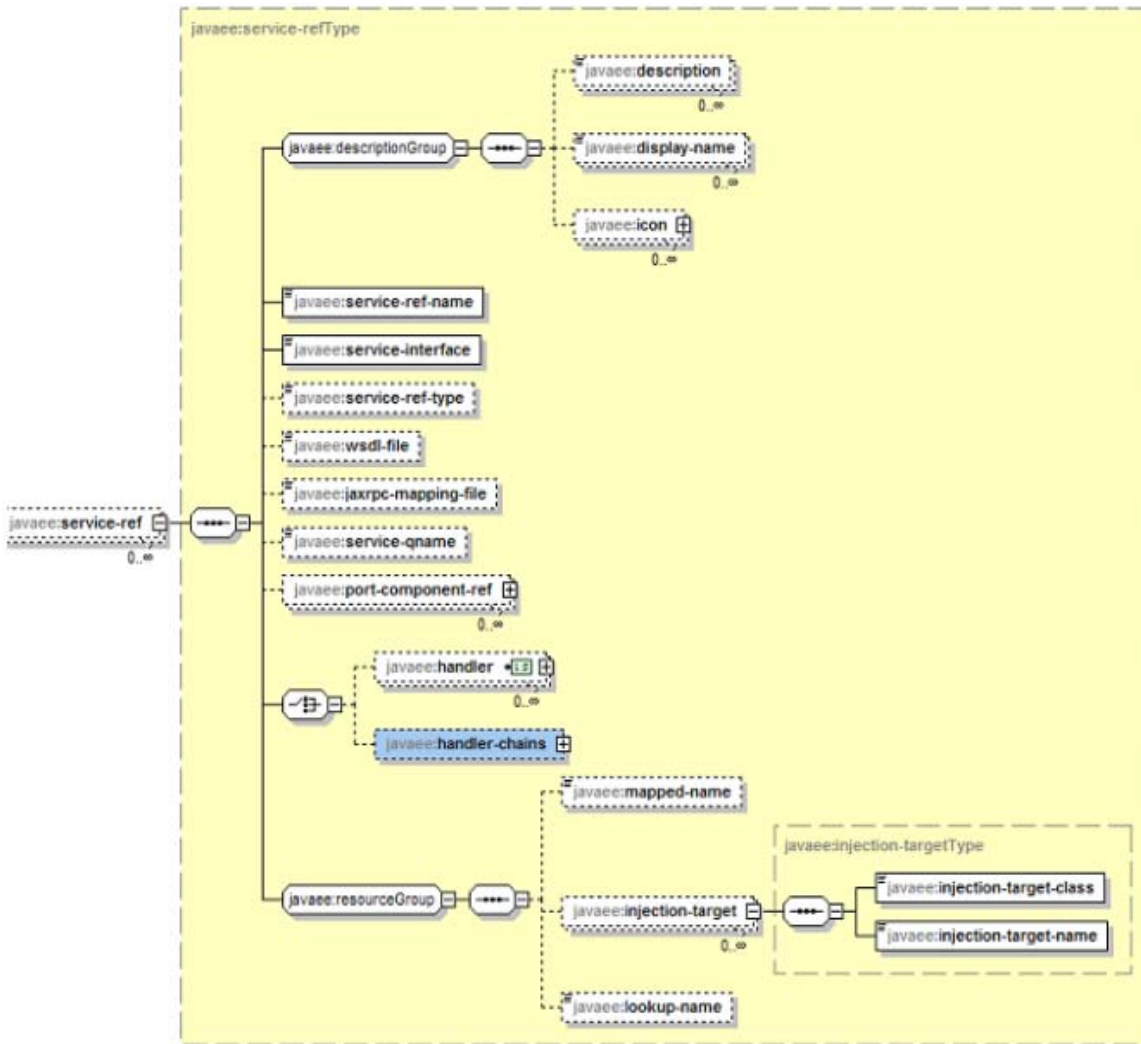 javaee:service-refType
javaee:description
0..∞
javaee:descriptionGroup
javaee:display-name
0..∞
javaee:icon
0..∞
javaee:service-ref-name
javaee:service-interface
javaee:service-ref-type
javaee:wsdl-file
javaee:jaxrpc-mapping-file
javaee:service-ref
0..∞
javaee:service-qname
javaee:port-component-ref
0..∞
javaee:handler
0..∞
javaee:handler-chains
javaee:mapped-name
javaee:injection-targetType
javaee:injection-target-class
javaee:resourceGroup
javaee:injection-target
0..∞
javaee:injection-target-name
javaee:lookup-name